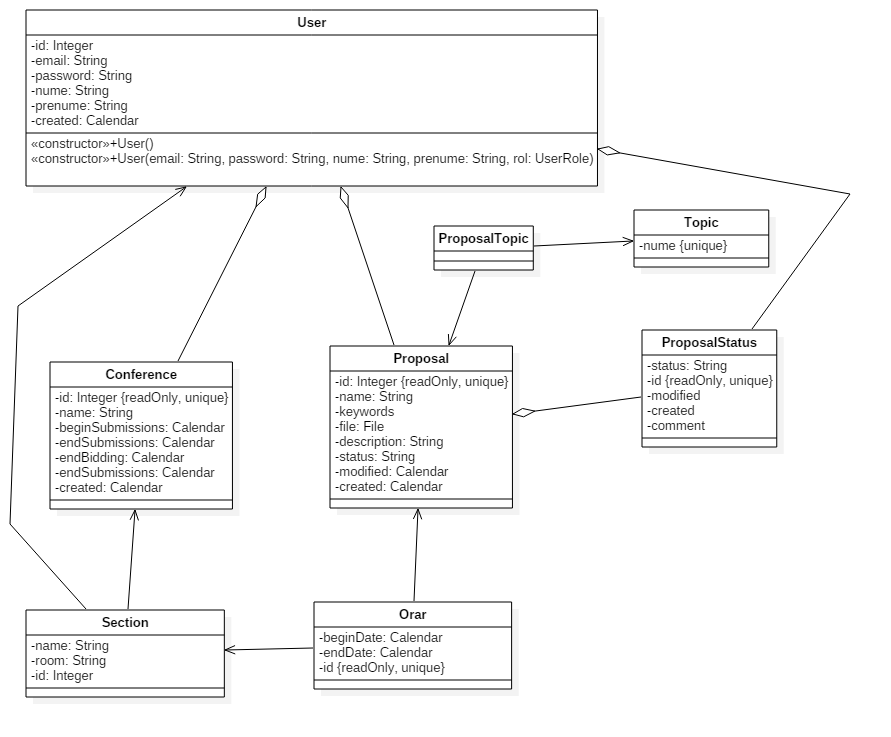 User
-id: Integer
-email: String
-password: String
-nume: String
-prenume: String
-created: Calendar
«constructor»+User()
«constructor»+User(email: String, password: String, nume: String, prenume: String, rol: UserRole)
ProposalTopic
Topic
-nume {unique}
Conference
-id: Integer {readOnly, unique}
-name: String
-beginSubmissions: Calendar
-endSubmissions: Calendar
-endBidding: Calendar
-endSubmissions: Calendar
-created: Calendar
Proposal
-id: Integer {readOnly, unique}
-name: String
-keywords
-file: File
-description: String
-status: String
-modified: Calendar
-created: Calendar
ProposalStatus
-status: String
-id {readOnly, unique}
-modified
-created
-comment
Section
-name: String
-room: String
-id: Integer
Orar
-beginDate: Calendar
-endDate: Calendar
-id {readOnly, unique}